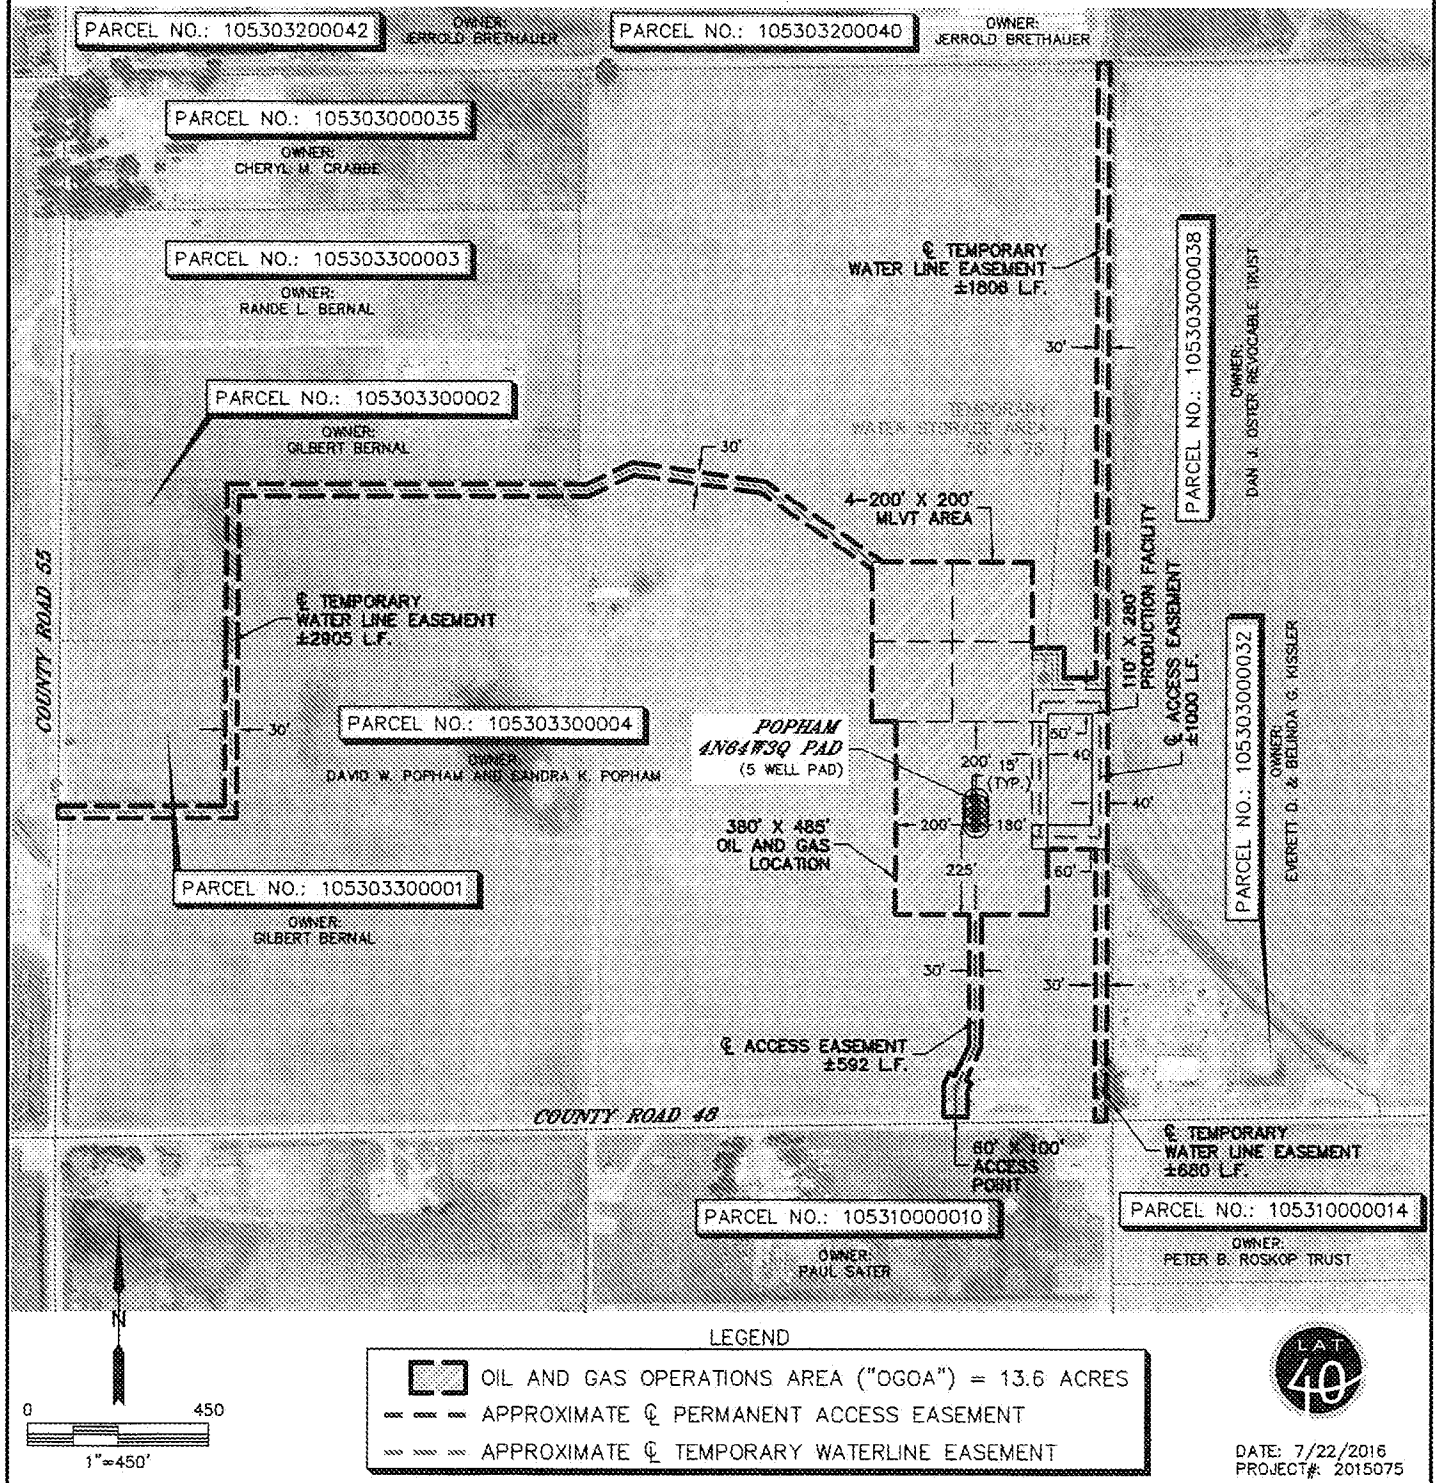 PARCEL NO.: 105303200042
OWNER:
JERROLD BRETHAUER
PARCEL NO.: 105303200040
OWNER:
JERROLD BRETHAUER
PARCEL NO.: 105303000035
OWNER:
CHERYL M. CRABBE
PARCEL NO.: 105303300003
OWNER:
RANDE L. BERNAL
℄ TEMPORARY
WATER LINE EASEMENT
±1808 L.F.
30'
PARCEL NO.: 105303000038
OWNER:
DAN J. OSTER REVOCABLE TRUST
PARCEL NO.: 105303300002
OWNER:
GILBERT BERNAL
TEMPORARY
WATER STORAGE AREA
30'
4-200' X 200'
MLVT AREA
110' X 280'
PRODUCTION FACILITY
℄ ACCESS EASEMENT
±1000 L.F.
COUNTY ROAD 55
℄ TEMPORARY
WATER LINE EASEMENT
±2905 L.F.
30'
PARCEL NO.: 105303300004
OWNER:
DAVID W. POPHAM AND SANDRA K. POPHAM
POPHAM
4N64W3Q PAD
(5 WELL PAD)
50'
40'
200'
15'
(TYP.)
40'
200'
180'
380' X 485'
OIL AND GAS
LOCATION
225'
60'
PARCEL NO.: 105303000032
OWNER:
EVERETT D. & BELINDA G. KISSLER
PARCEL NO.: 105303300001
OWNER:
GILBERT BERNAL
30'
30'
℄ ACCESS EASEMENT
±592 L.F.
COUNTY ROAD 48
60' X 100'
ACCESS
POINT
℄ TEMPORARY
WATER LINE EASEMENT
±680 L.F.
PARCEL NO.: 105310000010
OWNER:
PAUL SATER
PARCEL NO.: 105310000014
OWNER:
PETER B. ROSKOP TRUST
N
0 450
1"=450'
LEGEND
OIL AND GAS OPERATIONS AREA ("OGOA") = 13.6 ACRES
APPROXIMATE ℄ PERMANENT ACCESS EASEMENT
APPROXIMATE ℄ TEMPORARY WATERLINE EASEMENT
LAT
40
DATE: 7/22/2016
PROJECT#: 2015075